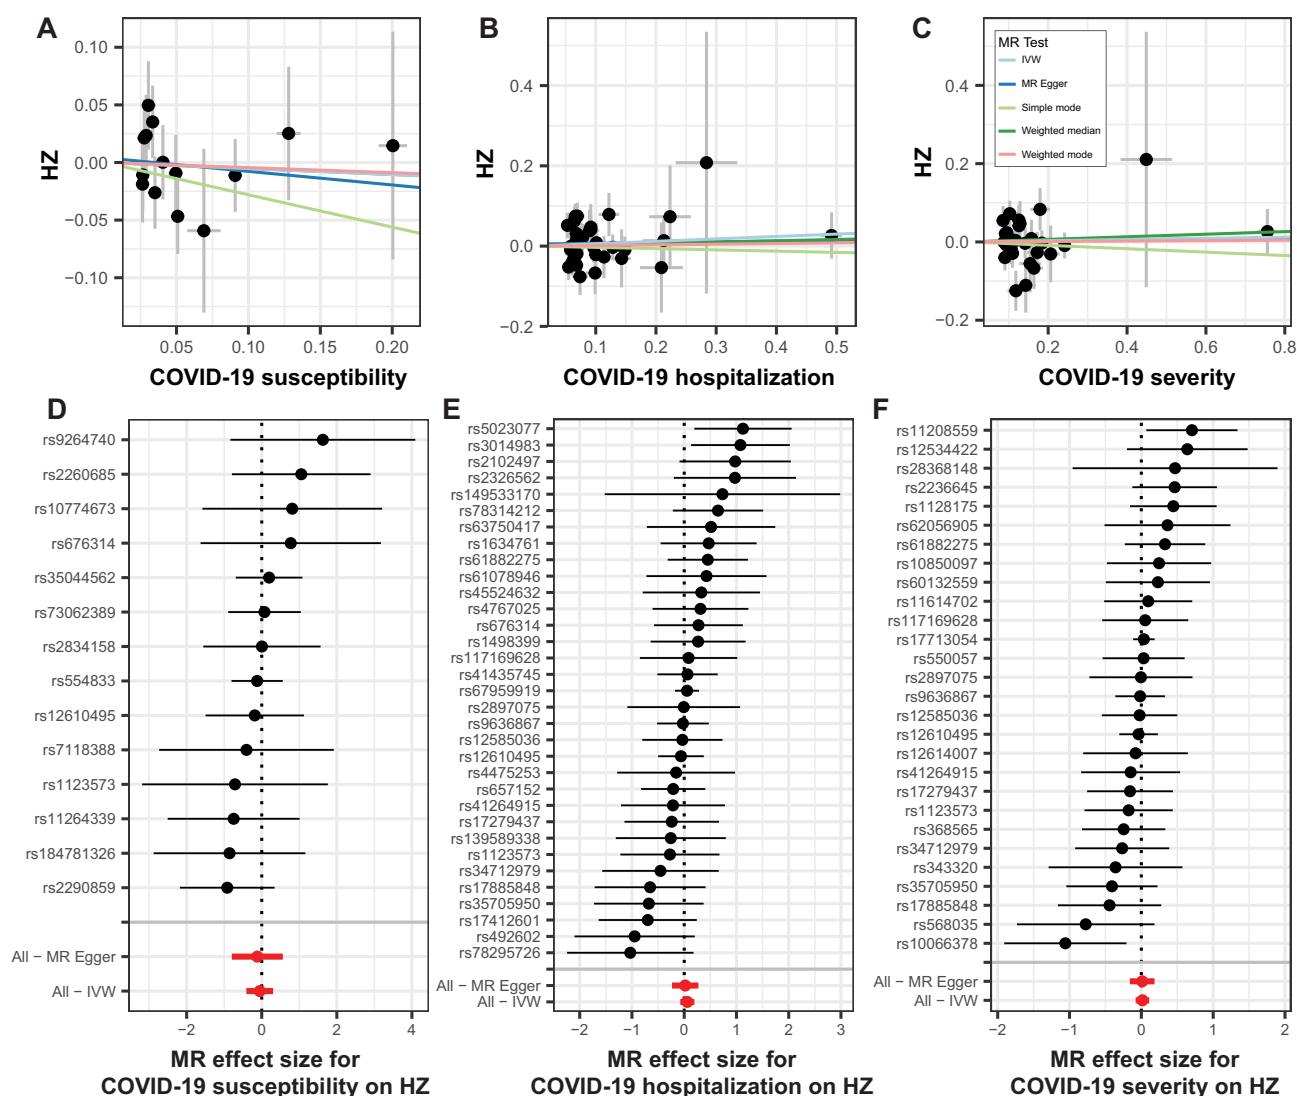 A
HZ
0.10
0.05
0.00
−0.05
−0.10
0.05
0.10
0.15
0.20
COVID-19 susceptibility
B
HZ
0.4
0.2
0.0
−0.2
0.1
0.2
0.3
0.4
0.5
COVID-19 hospitalization
C
HZ
0.4
0.2
0.0
−0.2
0.2
0.4
0.6
0.8
COVID-19 severity
MR Test
IVW
MR Egger
Simple mode
Weighted median
Weighted mode
D
rs9264740
rs2260685
rs10774673
rs676314
rs35044562
rs73062389
rs2834158
rs554833
rs12610495
rs7118388
rs1123573
rs11264339
rs184781326
rs2290859
All − MR Egger
All − IVW
−2
0
2
4
MR effect size for
COVID-19 susceptibility on HZ
E
rs5023077
rs3014983
rs2102497
rs2326562
rs149533170
rs78314212
rs63750417
rs1634761
rs61882275
rs61078946
rs45524632
rs4767025
rs676314
rs1498399
rs117169628
rs41435745
rs67959919
rs2897075
rs9636867
rs12585036
rs12610495
rs4475253
rs657152
rs41264915
rs17279437
rs139589338
rs1123573
rs34712979
rs17885848
rs35705950
rs17412601
rs492602
rs78295726
All − MR Egger
All − IVW
−2
−1
0
1
2
3
MR effect size for
COVID-19 hospitalization on HZ
F
rs11208559
rs12534422
rs28368148
rs2236645
rs1128175
rs62056905
rs61882275
rs10850097
rs60132559
rs11614702
rs117169628
rs17713054
rs550057
rs2897075
rs9636867
rs12585036
rs12610495
rs12614007
rs41264915
rs17279437
rs1123573
rs368565
rs34712979
rs343320
rs35705950
rs17885848
rs568035
rs10066378
All − MR Egger
All − IVW
−2
−1
0
1
2
MR effect size for
COVID-19 severity on HZ